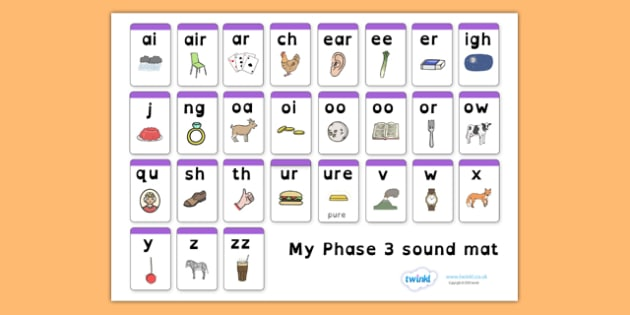 ai air ar ch ear ee er igh
j ng oa oi oo oo or ow
qu sh th ur ure v w x
pure
y z zz My Phase 3 sound mat
twinkl www.twinkl.co.uk